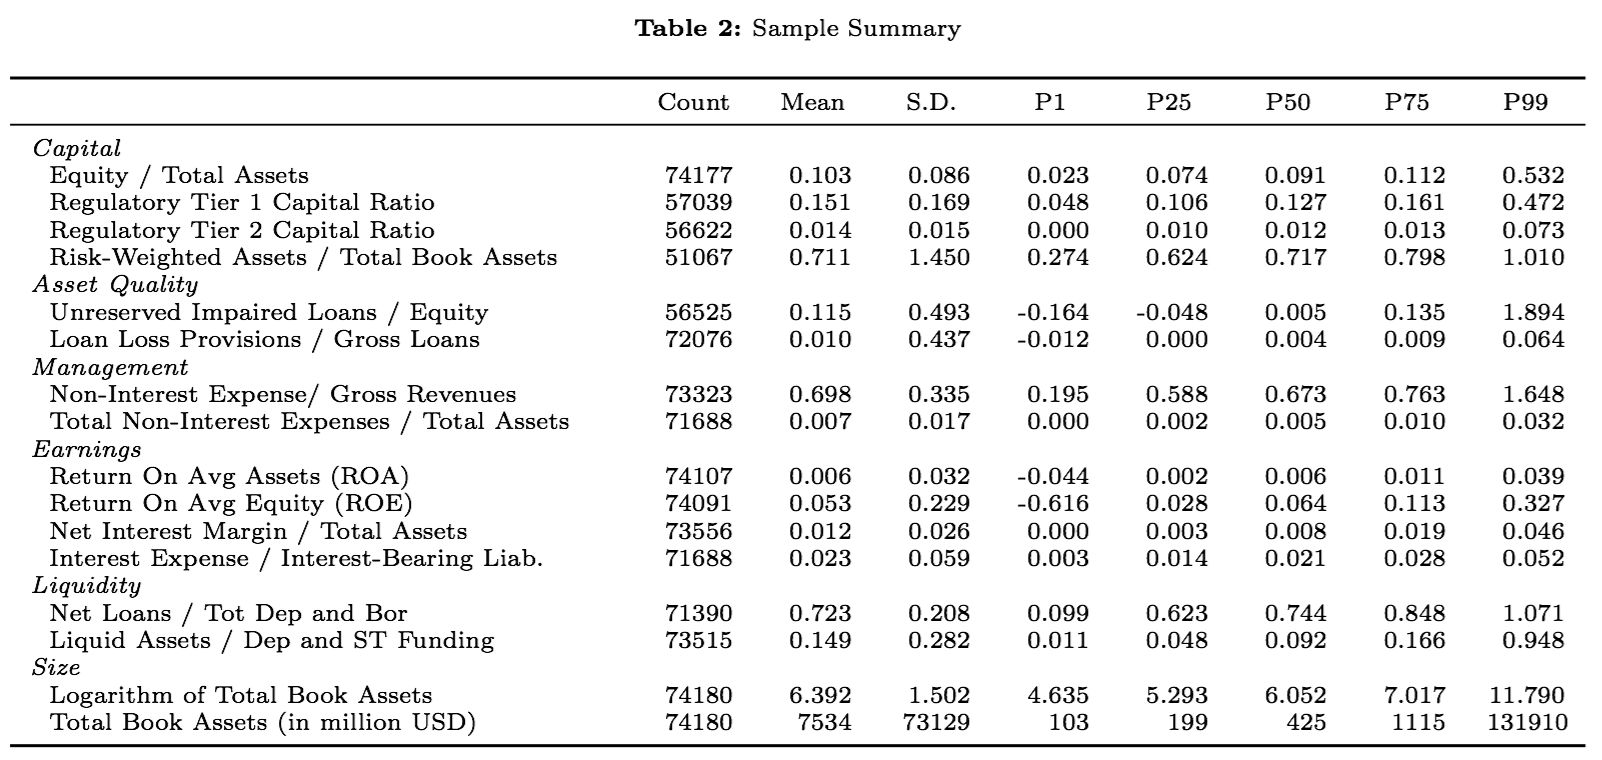 Table 2: Sample Summary
Count Mean S.D. P1 P25 P50 P75 P99
Capital
Equity / Total Assets 74177 0.103 0.086 0.023 0.074 0.091 0.112 0.532
Regulatory Tier 1 Capital Ratio 57039 0.151 0.169 0.048 0.106 0.127 0.161 0.472
Regulatory Tier 2 Capital Ratio 56622 0.014 0.015 0.000 0.010 0.012 0.013 0.073
Risk-Weighted Assets / Total Book Assets 51067 0.711 1.450 0.274 0.624 0.717 0.798 1.010
Asset Quality
Unreserved Impaired Loans / Equity 56525 0.115 0.493 -0.164 -0.048 0.005 0.135 1.894
Loan Loss Provisions / Gross Loans 72076 0.010 0.437 -0.012 0.000 0.004 0.009 0.064
Management
Non-Interest Expense/ Gross Revenues 73323 0.698 0.335 0.195 0.588 0.673 0.763 1.648
Total Non-Interest Expenses / Total Assets 71688 0.007 0.017 0.000 0.002 0.005 0.010 0.032
Earnings
Return On Avg Assets (ROA) 74107 0.006 0.032 -0.044 0.002 0.006 0.011 0.039
Return On Avg Equity (ROE) 74091 0.053 0.229 -0.616 0.028 0.064 0.113 0.327
Net Interest Margin / Total Assets 73556 0.012 0.026 0.000 0.003 0.008 0.019 0.046
Interest Expense / Interest-Bearing Liab. 71688 0.023 0.059 0.003 0.014 0.021 0.028 0.052
Liquidity
Net Loans / Tot Dep and Bor 71390 0.723 0.208 0.099 0.623 0.744 0.848 1.071
Liquid Assets / Dep and ST Funding 73515 0.149 0.282 0.011 0.048 0.092 0.166 0.948
Size
Logarithm of Total Book Assets 74180 6.392 1.502 4.635 5.293 6.052 7.017 11.790
Total Book Assets (in million USD) 74180 7534 73129 103 199 425 1115 131910